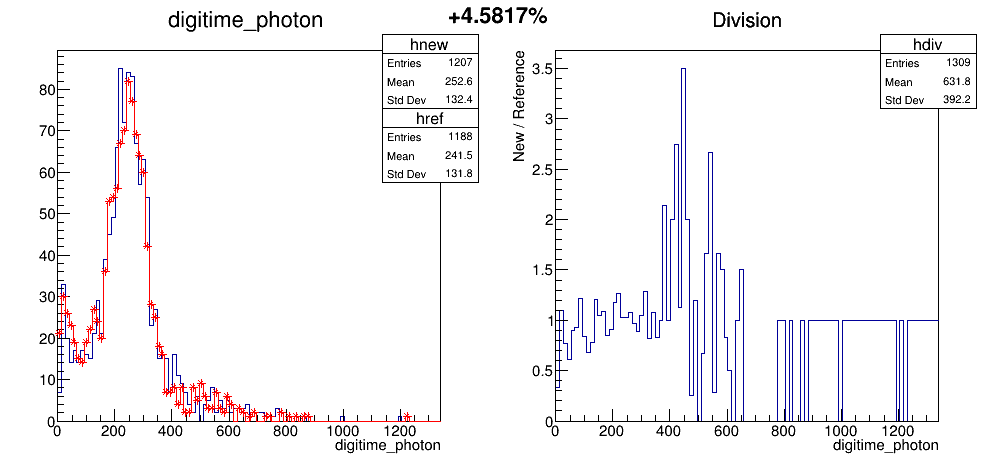 digitime_photon
+4.5817%
Division
hnew
Entries 1207
Mean 252.6
Std Dev 132.4
href
Entries 1188
Mean 241.5
Std Dev 131.8
80
70
60
50
40
30
20
10
0
0 200 400 600 800 1000 1200
digitime_photon
hdiv
Entries 1309
Mean 631.8
Std Dev 392.2
New / Reference
3.5
3
2.5
2
1.5
1
0.5
0
0 200 400 600 800 1000 1200
digitime_photon